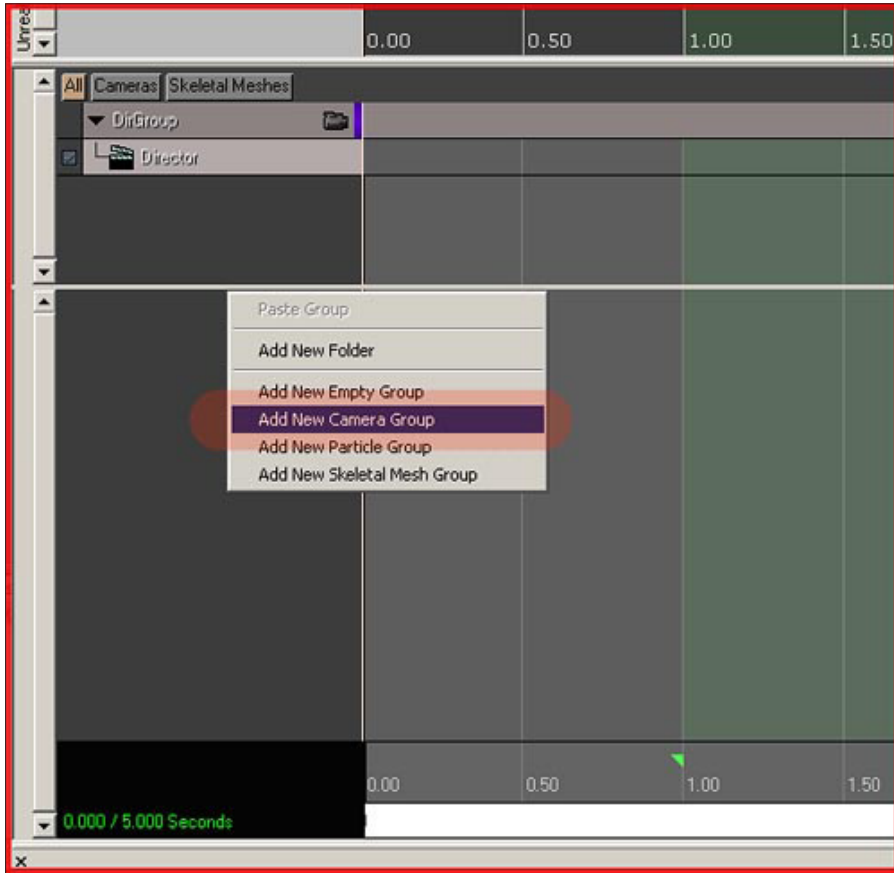 Unrea
0.00 0.50 1.00 1.50
All Cameras Skeletal Meshes
DirGroup
Director
Paste Group
Add New Folder
Add New Empty Group
Add New Camera Group
Add New Particle Group
Add New Skeletal Mesh Group
0.00 0.50 1.00 1.50
0.000 / 5.000 Seconds